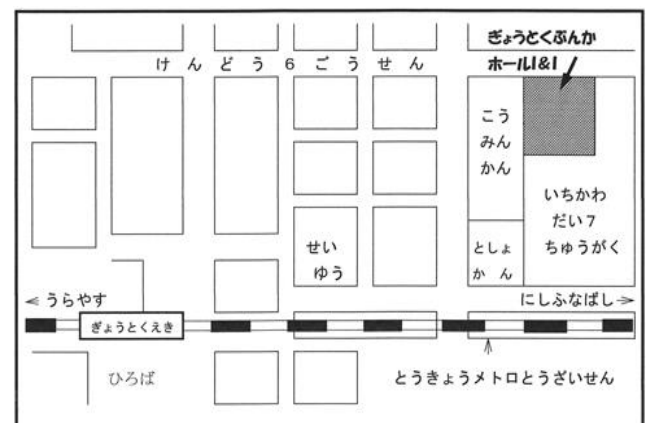 ぎょうとくぶんか
ホールI&I
けんどう6ごうせん
こう
みん
かん
いちかわ
だい7
ちゅうがく
せい
ゆう
としょ
かん
< うらやす
にしふなばし >
ぎょうとくえき
ひろば
とうきょうメトロとうざいせん